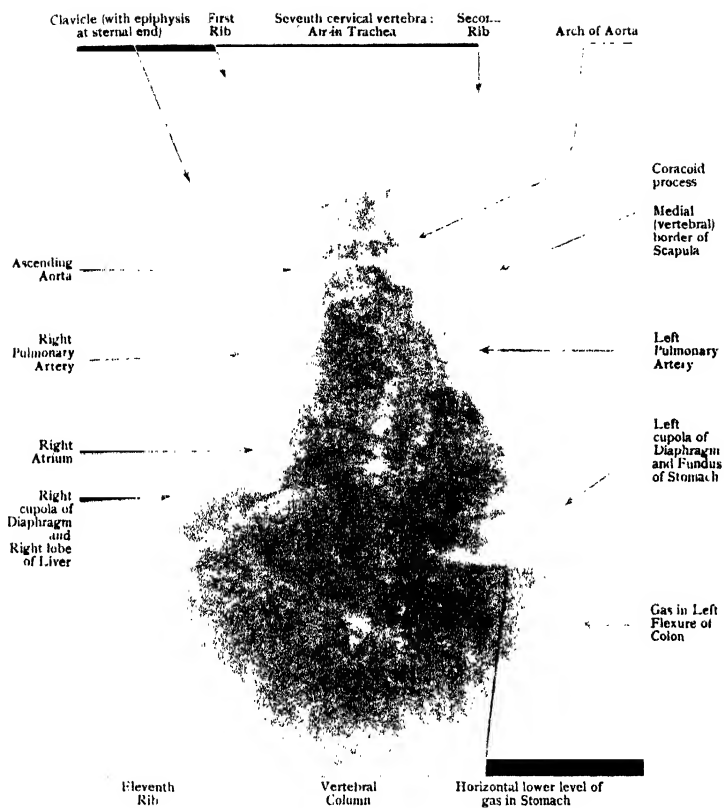 Clavicle (with epiphysis
at sternal end)
First
Rib
Seventh cervical vertebra :
Air in Trachea
Rib
Arch of Aorta
Coracoid
process
Medial
(vertebral)
border of
Scapula
Ascending
Aorta
Right
Pulmonary
Artery
Left
Pulmonary
Artery
Right
Atrium
Left
cupola of
Diaphragm
and Fundus
of Stomach
Right
cupola of
Diaphragm
and
Right lobe
of Liver
Gas in Left
Flexure of
Colon
Eleventh
Rib
Vertebral
Column
Horizontal lower level of
gas in Stomach